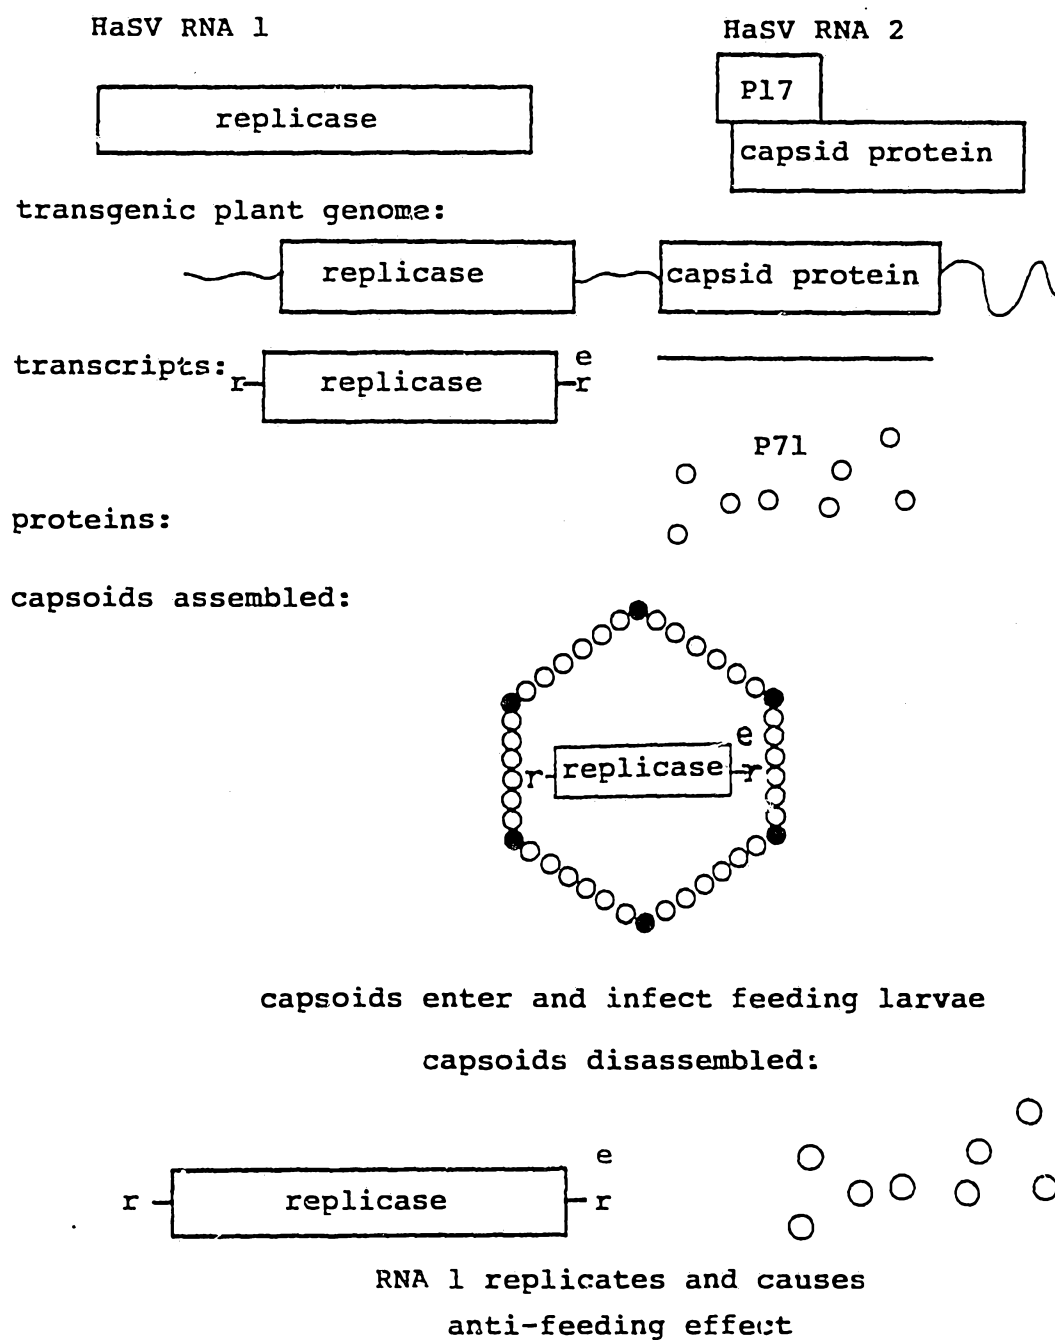 HaSV RNA 1
HaSV RNA 2
replicase
P17
capsid protein
transgenic plant genome:
replicase
capsid protein
transcripts:
r
replicase
e
r
P71
proteins:
capsoids assembled:
e
r
replicase
r
capsoids enter and infect feeding larvae
capsoids disassembled:
e
r
replicase
r
RNA 1 replicates and causes
anti-feeding effect